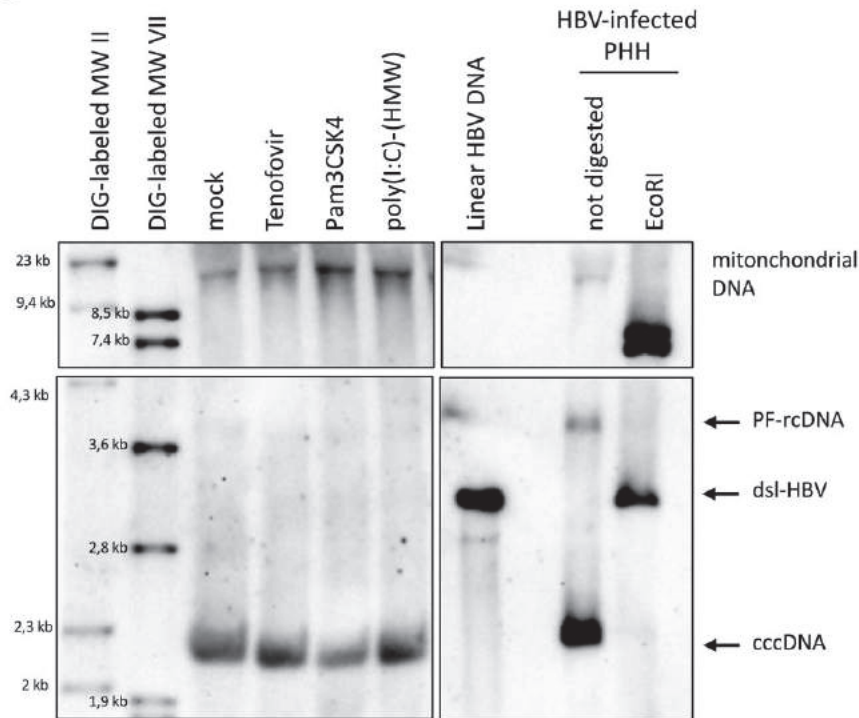 HBV-infected
PHH
DIG-labeled MW II
DIG-labeled MW VII
mock
Tenofovir
Pam3CSK4
poly(I:C)-(HMW)
Linear HBV DNA
not digested
EcoRI
23 kb
9,4 kb
8,5 kb
7,4 kb
mitonchondrial
DNA
4,3 kb
3,6 kb
2,8 kb
2,3 kb
2 kb
1,9 kb
PF-rcDNA
dsl-HBV
cccDNA